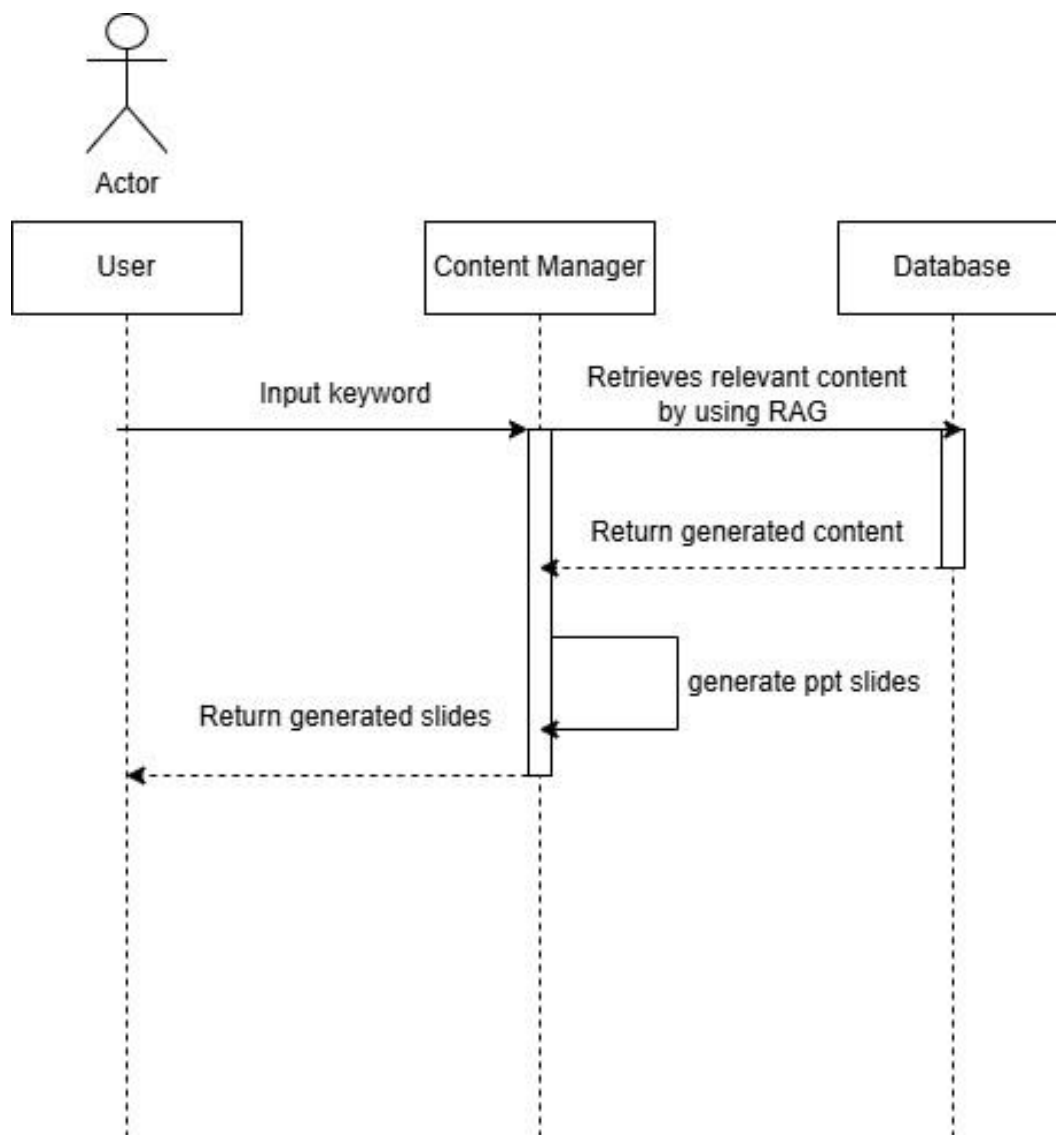 Actor
User
Content Manager
Database
Input keyword
Retrieves relevant content
by using RAG
Return generated content
generate ppt slides
Return generated slides